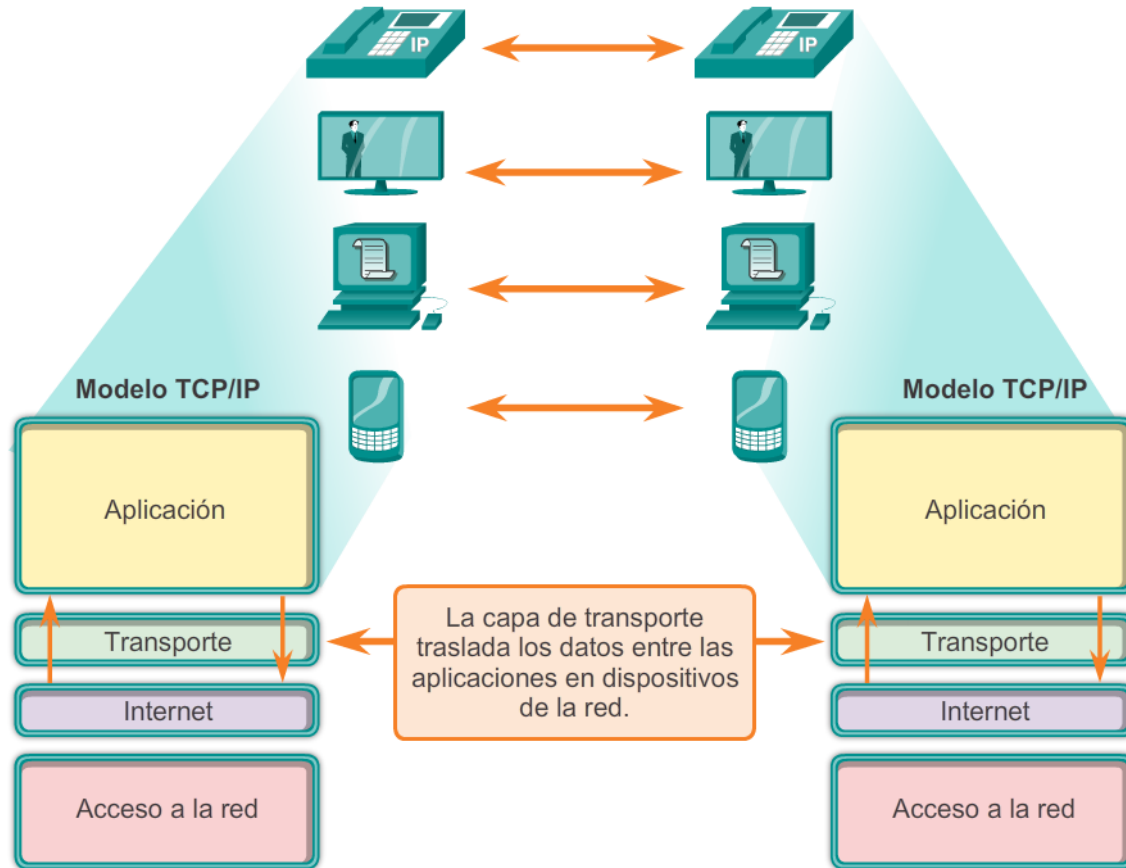 IP
IP
Modelo TCP/IP
Modelo TCP/IP
Aplicación
Aplicación
La capa de transporte
traslada los datos entre las
aplicaciones en dispositivos
de la red.
Transporte
Transporte
Internet
Internet
Acceso a la red
Acceso a la red